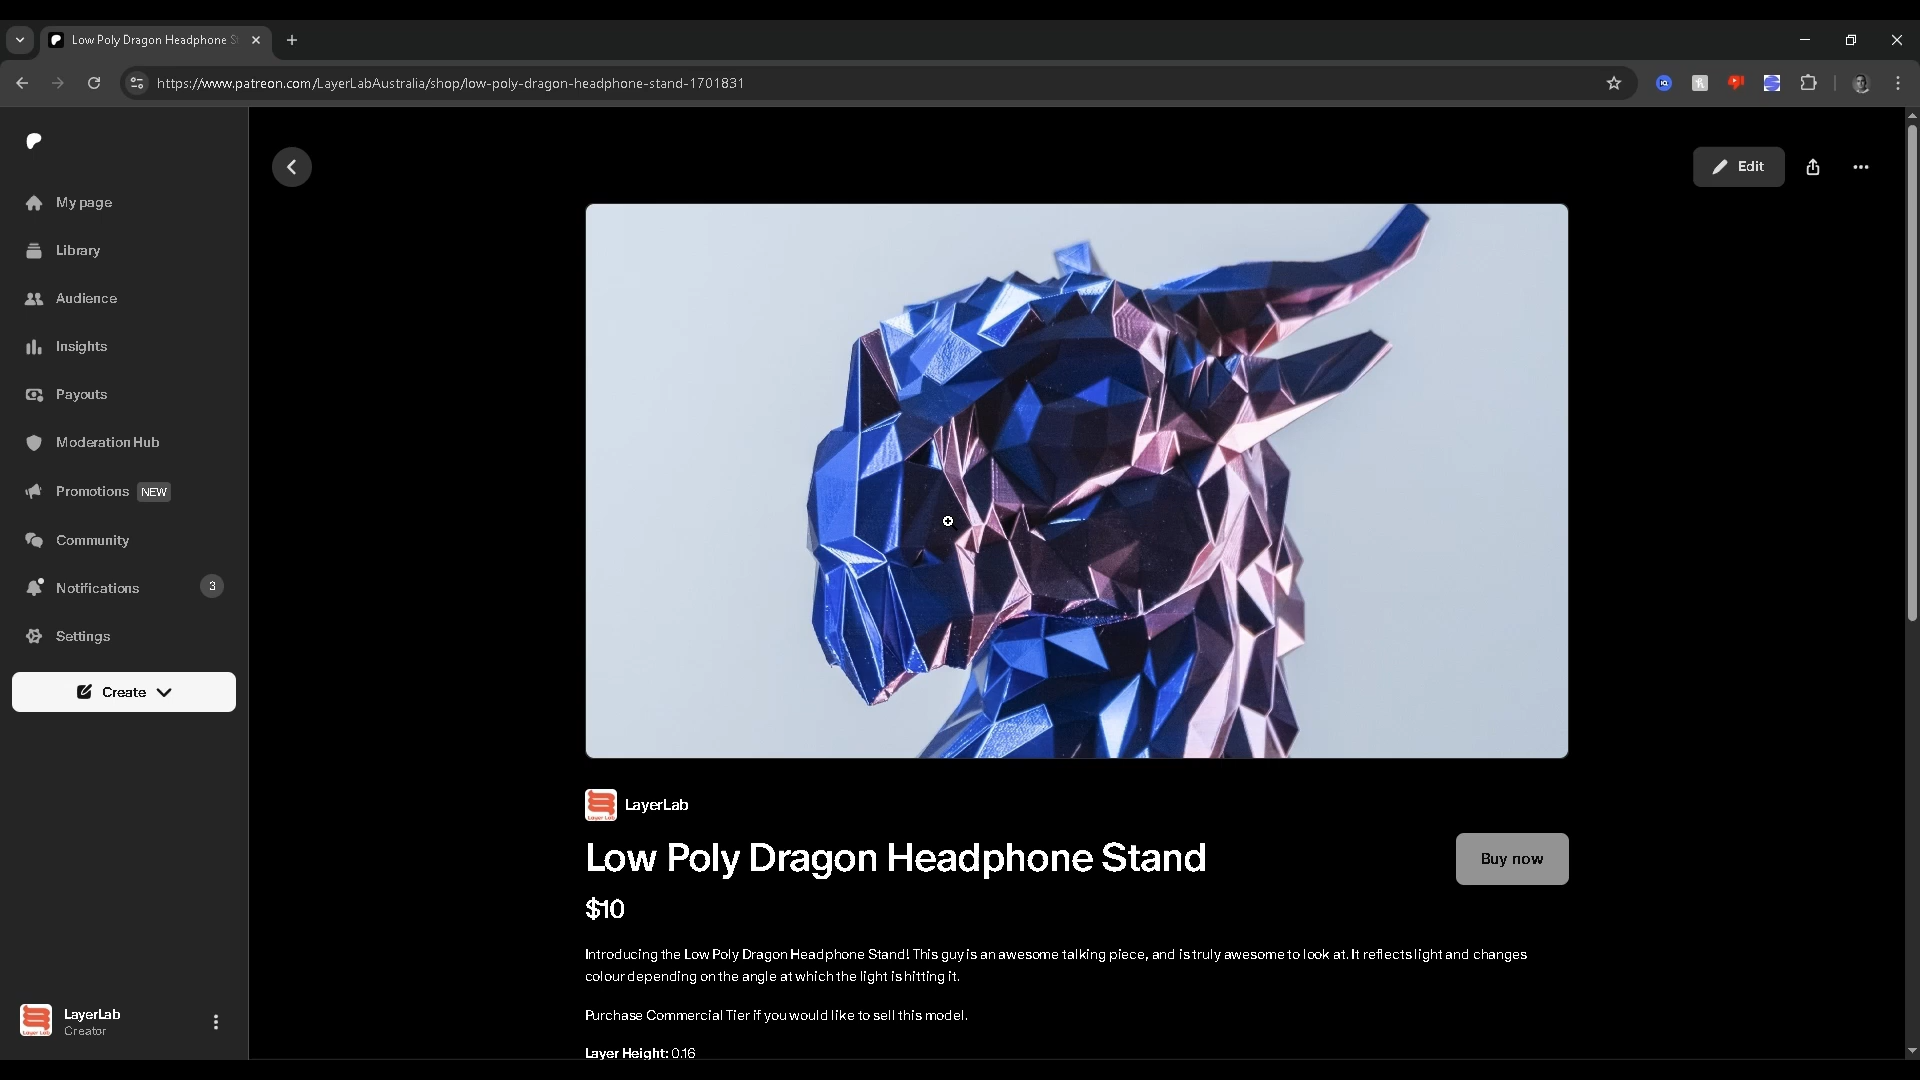 Low Poly Dragon Headphone S
https://www.patreon.com/LayerLabAustralia/shop/low-poly-dragon-headphone-stand-1701831
My page
Edit
Library
Audience
Insights
Payouts
Moderation Hub
Promotions NEW
Community
Notifications 3
Settings
Create
LayerLab
Low Poly Dragon Headphone Stand
Buy now
$10
Introducing the Low Poly Dragon Headphone Stand! This guy is an awesome talking piece, and is truly awesome to look at. It reflects light and changes
colour depending on the angle at which the light is hitting it.
Purchase Commercial Tier if you would like to sell this model.
Layer Height: 0.16
LayerLab
Creator
Layer Lab
Layer Lab